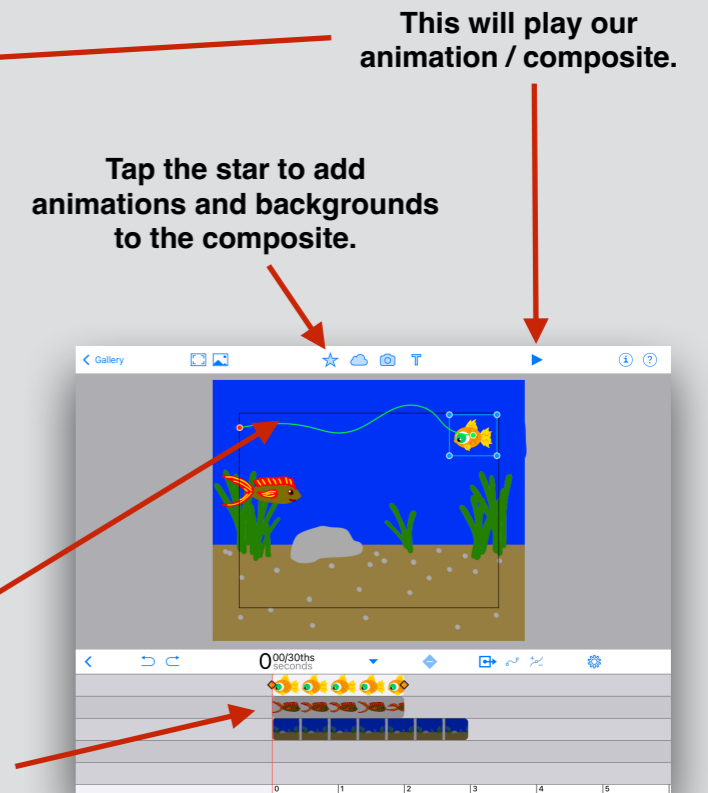 This will play our
animation / composite.
Tap the star to add
animations and backgrounds
to the composite.
Gallery
T
i ?
0 00/30ths
seconds
0 1 2 3 4 5